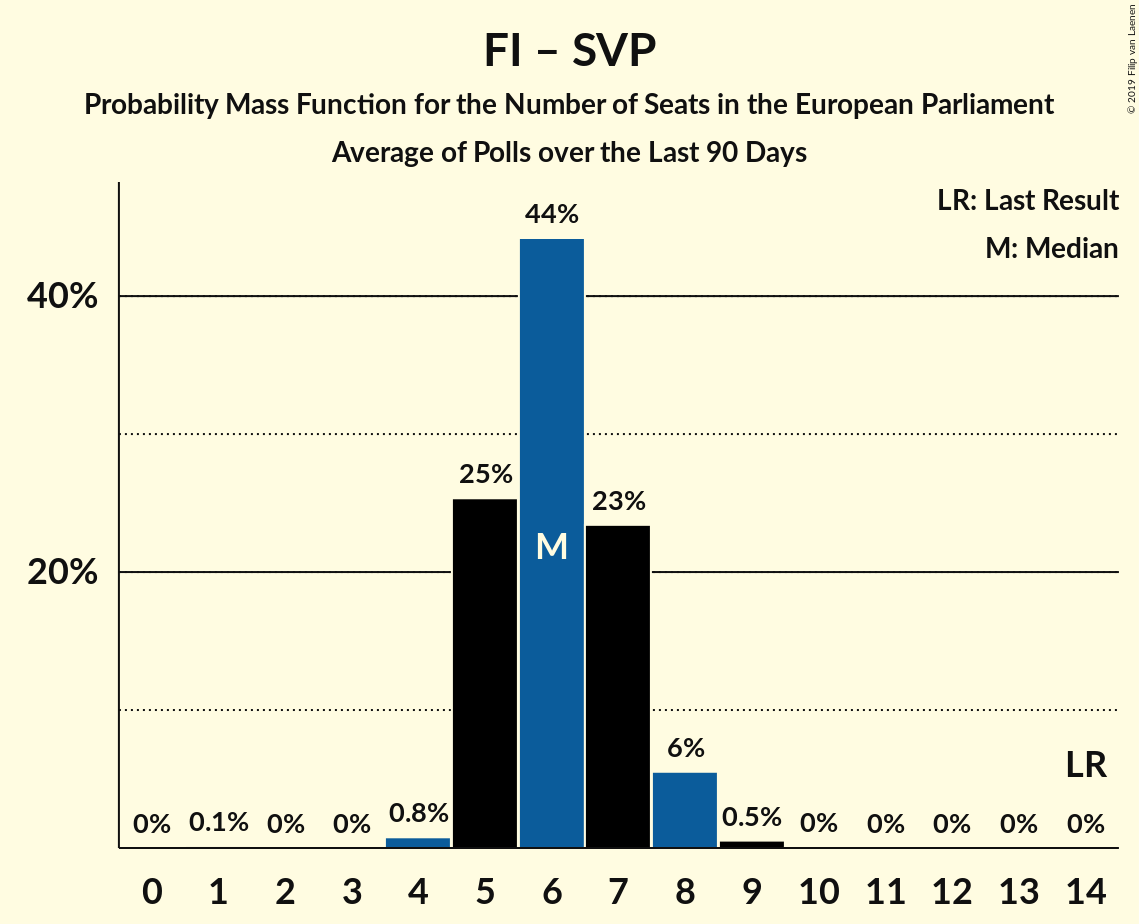 FI – SVP
Probability Mass Function for the Number of Seats in the European Parliament
Average of Polls over the Last 90 Days
© 2019 Filip van Laenen
LR: Last Result
M: Median
44%
40%
25%
23%
M
20%
6%
LR
0% 0.1% 0% 0% 0.8% 0.5% 0% 0% 0% 0% 0%
0 1 2 3 4 5 6 7 8 9 10 11 12 13 14